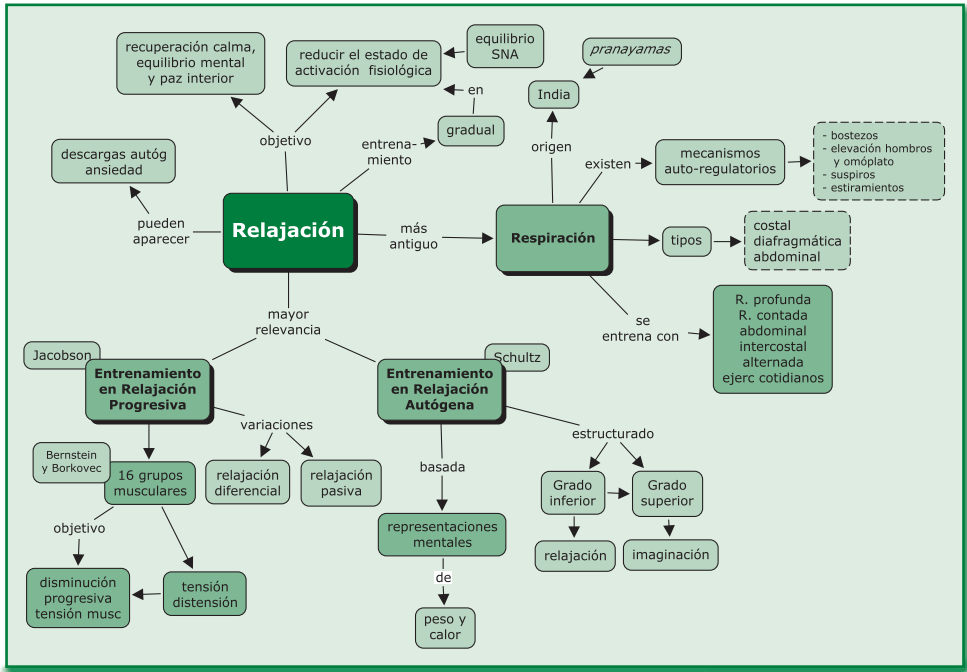 recuperación calma,
equilibrio mental
y paz interior
reducir el estado de
activación fisiológica
equilibrio
SNA
pranayamas
India
en
gradual
objetivo
entrena-
miento
origen
existen
mecanismos
auto-regulatorios
- bostezos
- elevación hombros
y omóplato
- suspiros
- estiramientos
descargas autóg
ansiedad
pueden
aparecer
Relajación
más
antiguo
Respiración
tipos
costal
diafragmática
abdominal
se
entrena con
R. profunda
R. contada
abdominal
intercostal
alternada
ejerc cotidianos
mayor
relevancia
Jacobson
Entrenamiento
en Relajación
Progresiva
Schultz
Entrenamiento
en Relajación
Autógena
variaciones
relajación
diferencial
relajación
pasiva
Bernstein
y Borkovec
16 grupos
musculares
objetivo
disminución
progresiva
tensión musc
tensión
distensión
basada
representaciones
mentales
de
peso y
calor
estructurado
Grado
inferior
Grado
superior
relajación
imaginación